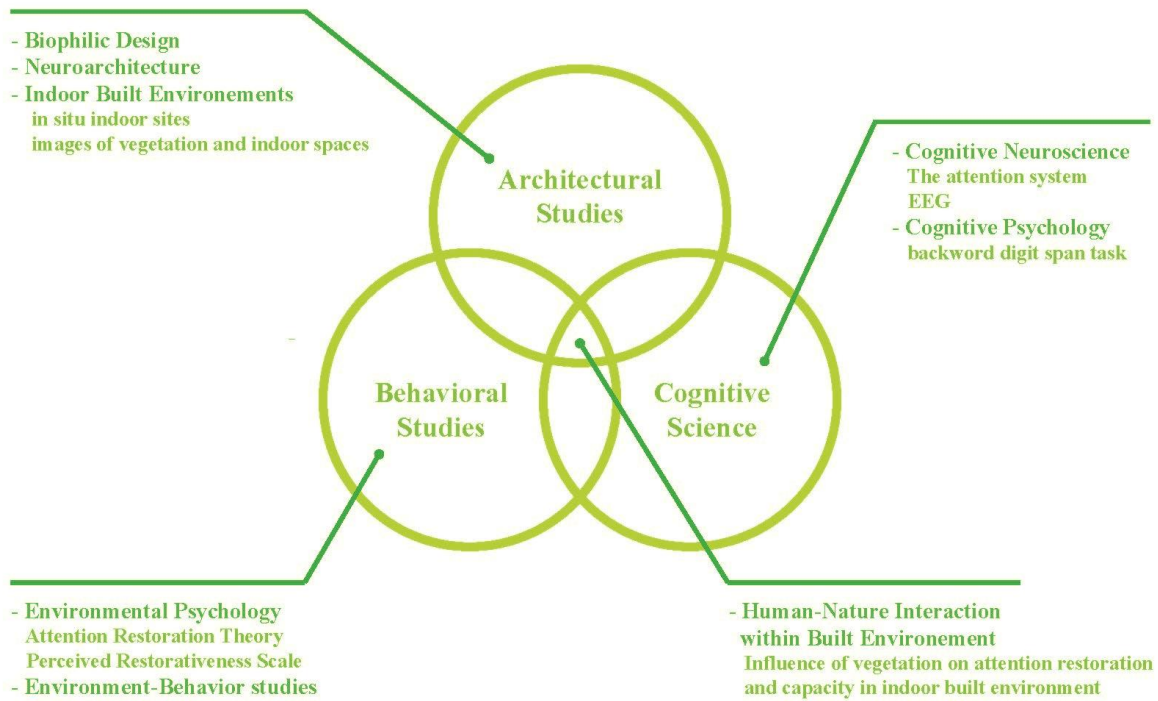 - Biophilic Design
- Neuroarchitecture
- Indoor Built Environements
in situ indoor sites
images of vegetation and indoor spaces
- Cognitive Neuroscience
The attention system
EEG
- Cognitive Psychology
backword digit span task
Architectural
Studies
Behavioral
Studies
Cognitive
Science
- Environmental Psychology
Attention Restoration Theory
Perceived Restorativeness Scale
- Environment-Behavior studies
- Human-Nature Interaction
within Built Environement
Influence of vegetation on attention restoration
and capacity in indoor built environment